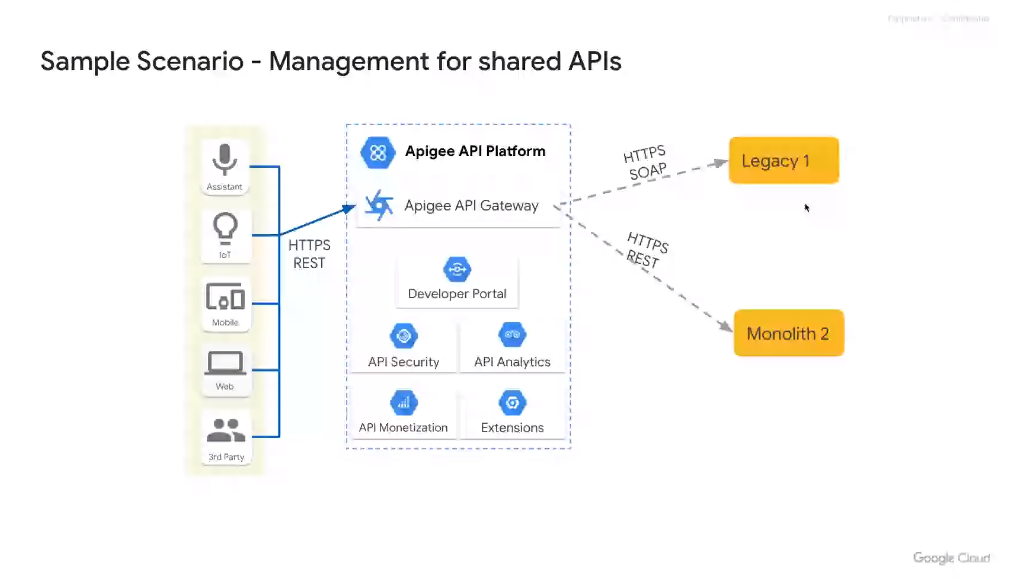 Sample Scenario - Management for shared APIs
Assistant
IoT
Mobile
Web
3rd Party
HTTPS
REST
Apigee API Platform
Apigee API Gateway
Developer Portal
API Security
API Analytics
API Monetization
Extensions
HTTPS
SOAP
HTTPS
REST
Legacy 1
Monolith 2
Google Cloud